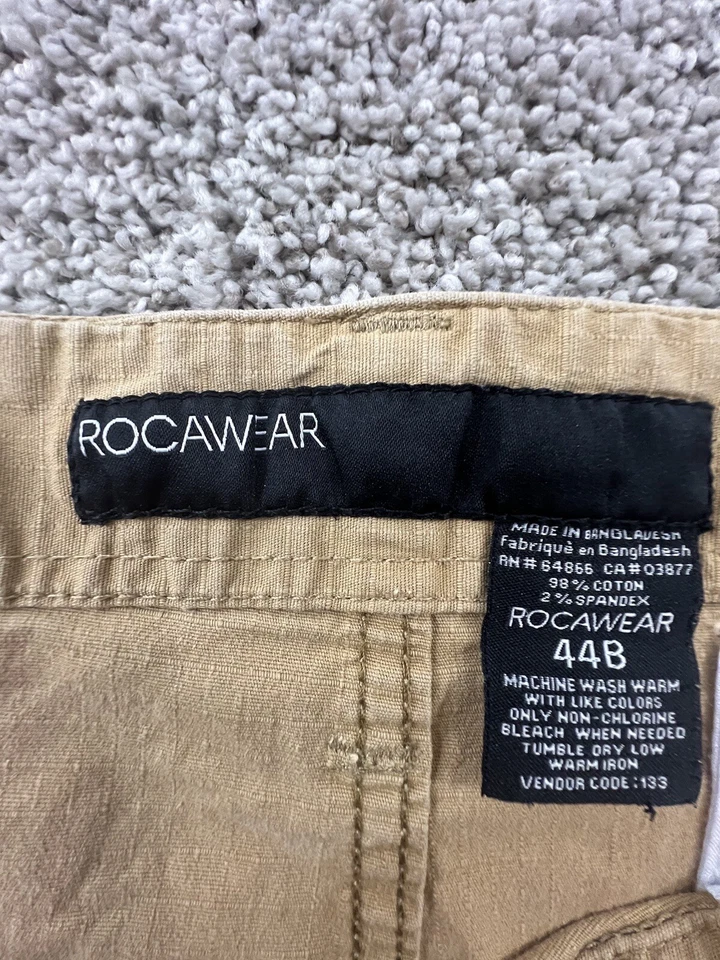 ROCAWEAR
MADE IN BANGLADESH
Fabriquè en Bangladesh
RN# 64866 CA# 03877
98% COTON
2% SPANDEX
ROCAWEAR
44B
MACHINE WASH WARM
WITH LIKE COLORS
ONLY NON-CHLORINE
BLEACH WHEN NEEDED
TUMBLE DRY LOW
WARM IRON
VENDOR CODE:133